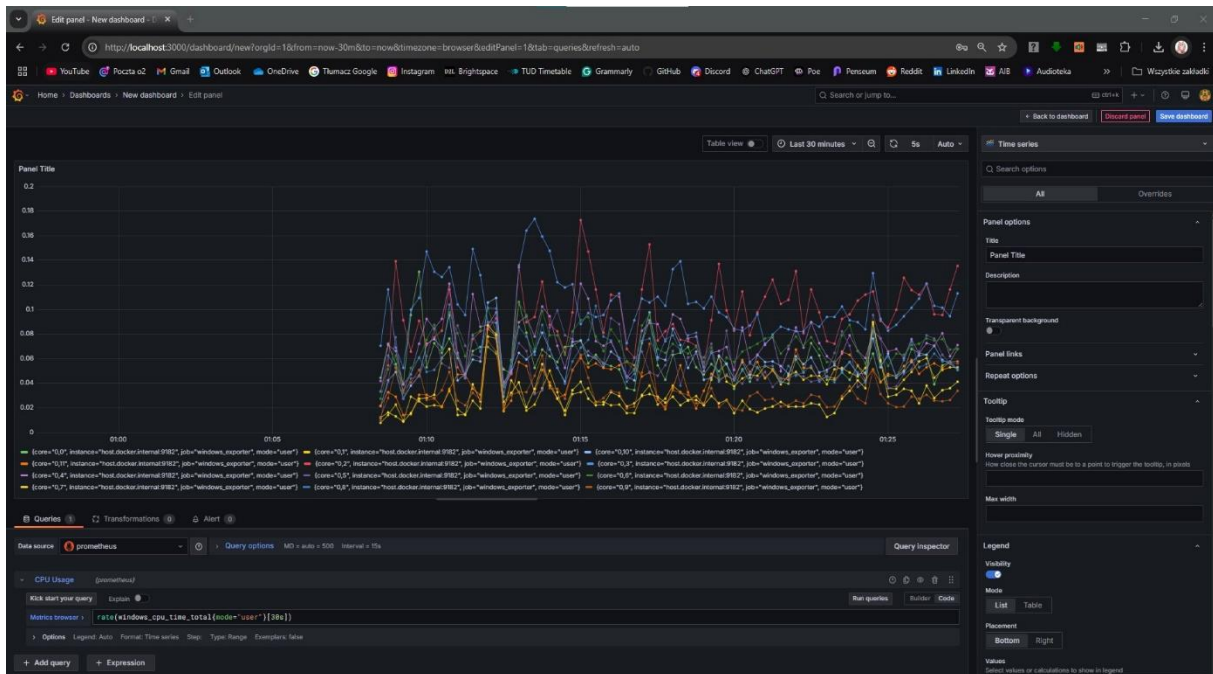 Edit panel - New dashboard - D
http://localhost:3000/dashboard/new?orgId=1&from=now-30m&to=now&timezone=browser&editPanel=1&tab=queries&refresh=auto
YouTube Poczta o2 Gmail Outlook OneDrive Tłumacz Google Instagram Brightspace TUD Timetable Grammarly GitHub Discord ChatGPT Poe Perseum Reddit LinkedIn AIB Audioteka » Wszystkie zakładki
Home > Dashboards > New dashboard > Edit panel Search or jump to... ctrl+k
Back to dashboard Discard panel Save dashboard
Table view Last 30 minutes 5s Auto
Time series
Panel Title
Search options
0.2
All Overrides
0.18
0.16
0.14
0.12
0.1
0.08
0.06
0.04
0.02
0
Panel options
Title
Panel Title
Description
Transparent background
Panel links
Repeat options
Tooltip
Tooltip mode
Single All Hidden
Hover proximity
How close the cursor must be to a point to trigger the tooltip, in pixels
Max width
01:00 01:05 01:10 01:15 01:20 01:25
{core="0,0", instance="host.docker.internal:9182", job="windows_exporter", mode="user"} {core="0,1", instance="host.docker.internal:9182", job="windows_exporter", mode="user"} {core="0,10", instance="host.docker.internal:9182", job="windows_exporter", mode="user"}
{core="0,11", instance="host.docker.internal:9182", job="windows_exporter", mode="user"} {core="0,2", instance="host.docker.internal:9182", job="windows_exporter", mode="user"} {core="0,3", instance="host.docker.internal:9182", job="windows_exporter", mode="user"}
{core="0,4", instance="host.docker.internal:9182", job="windows_exporter", mode="user"} {core="0,5", instance="host.docker.internal:9182", job="windows_exporter", mode="user"} {core="0,6", instance="host.docker.internal:9182", job="windows_exporter", mode="user"}
{core="0,7", instance="host.docker.internal:9182", job="windows_exporter", mode="user"} {core="0,8", instance="host.docker.internal:9182", job="windows_exporter", mode="user"} {core="0,9", instance="host.docker.internal:9182", job="windows_exporter", mode="user"}
Queries 1 Transformations 0 Alert 0
Data source prometheus Query options MD = auto = 500 Interval = 15s Query inspector
CPU Usage (prometheus)
Kick start your query Explain Run queries Builder Code
Metrics browser > rate(windows_cpu_time_total{mode="user"}[30s])
Options Legend: Auto Format: Time series Step: Type: Range Exemplars: false
+ Add query + Expression
Legend
Visibility
Mode
List Table
Placement
Bottom Right
Values
Select values or calculations to show in legend